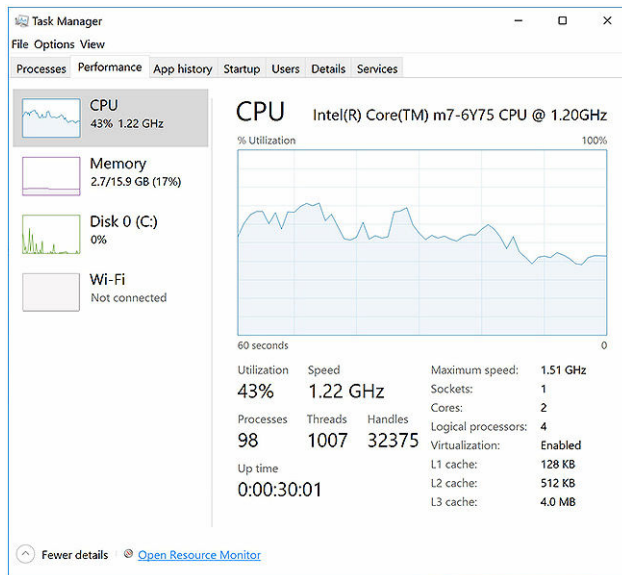 Task Manager
File Options View
Processes Performance App history Startup Users Details Services
CPU
43% 1.22 GHz
Memory
2.7/15.9 GB (17%)
Disk 0 (C:)
0%
Wi-Fi
Not connected
CPU Intel(R) Core(TM) m7-6Y75 CPU @ 1.20GHz
% Utilization 100%
60 seconds 0
Utilization Speed
43% 1.22 GHz
Processes Threads Handles
98 1007 32375
Up time
0:00:30:01
Maximum speed: 1.51 GHz
Sockets: 1
Cores: 2
Logical processors: 4
Virtualization: Enabled
L1 cache: 128 KB
L2 cache: 512 KB
L3 cache: 4.0 MB
Fewer details Open Resource Monitor